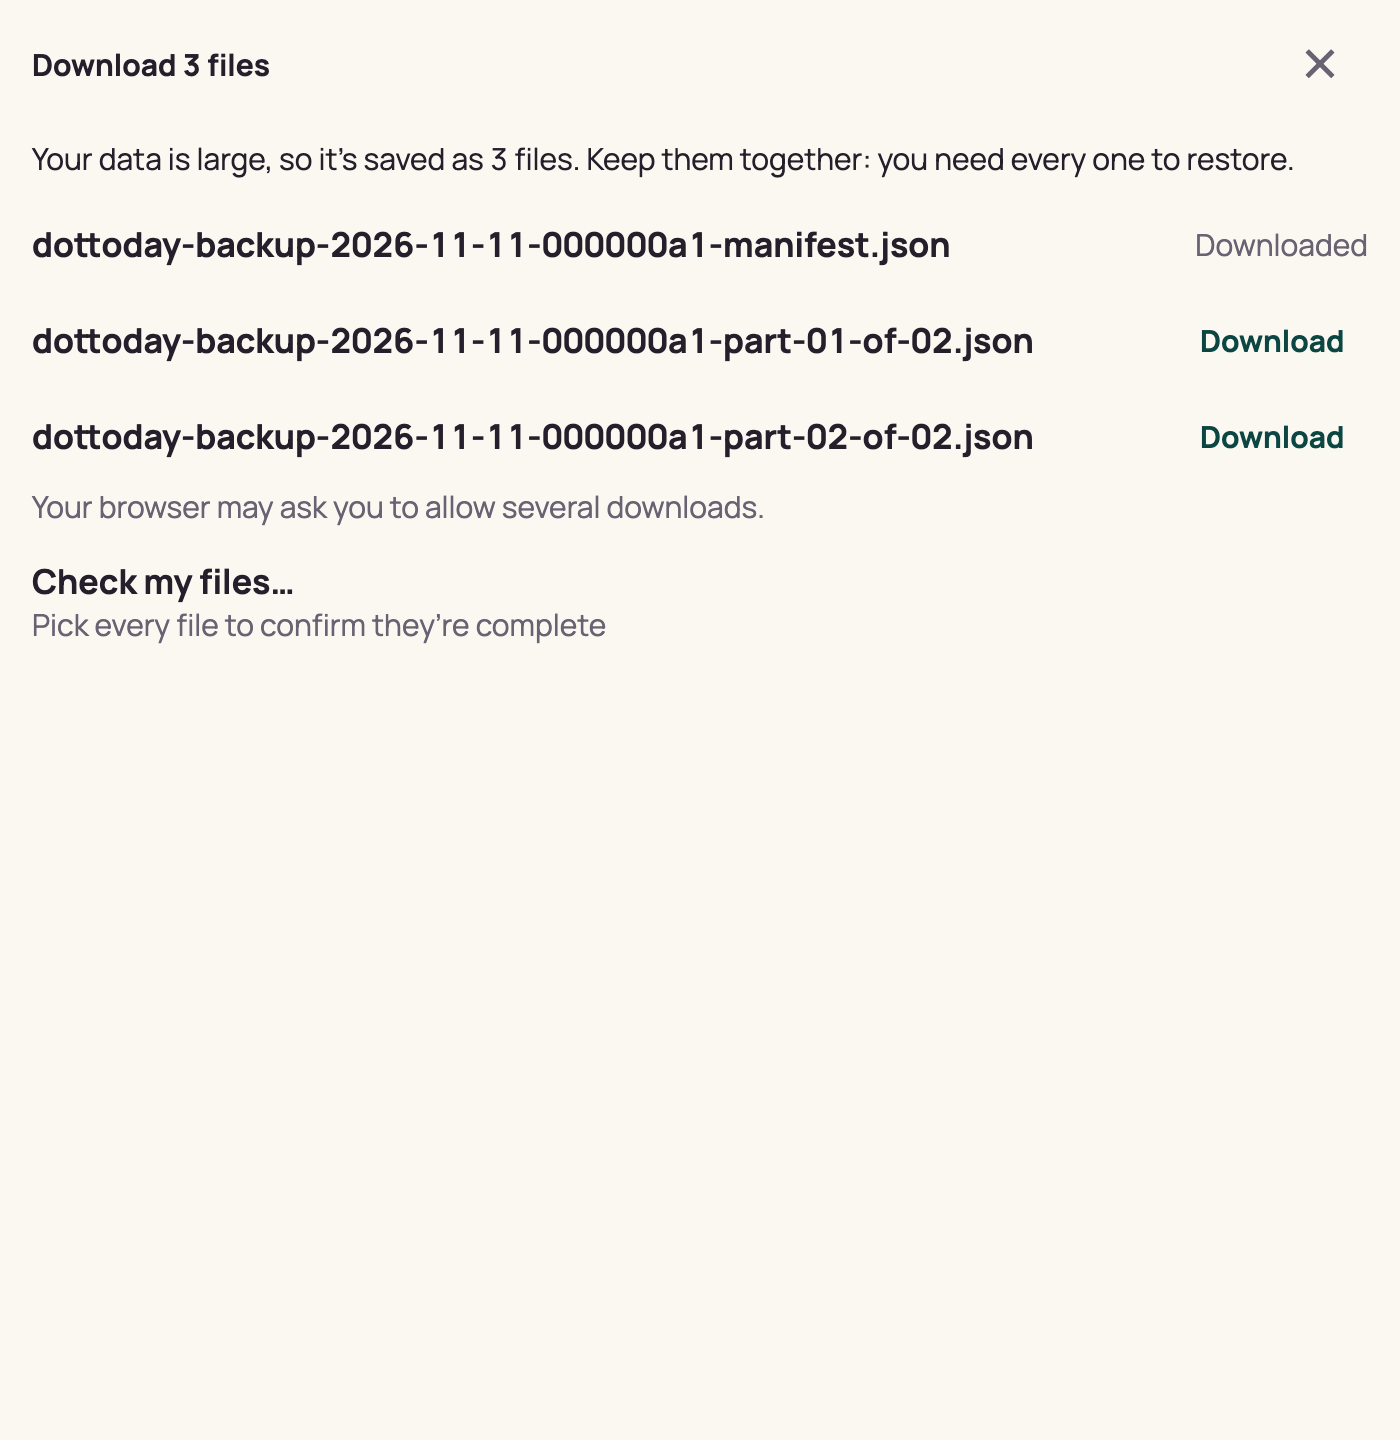 Download 3 files
Your data is large, so it’s saved as 3 files. Keep them together: you need every one to restore.
dottoday-backup-2026-11-11-000000a1-manifest.json Downloaded
dottoday-backup-2026-11-11-000000a1-part-01-of-02.json Download
dottoday-backup-2026-11-11-000000a1-part-02-of-02.json Download
Your browser may ask you to allow several downloads.
Check my files…
Pick every file to confirm they’re complete